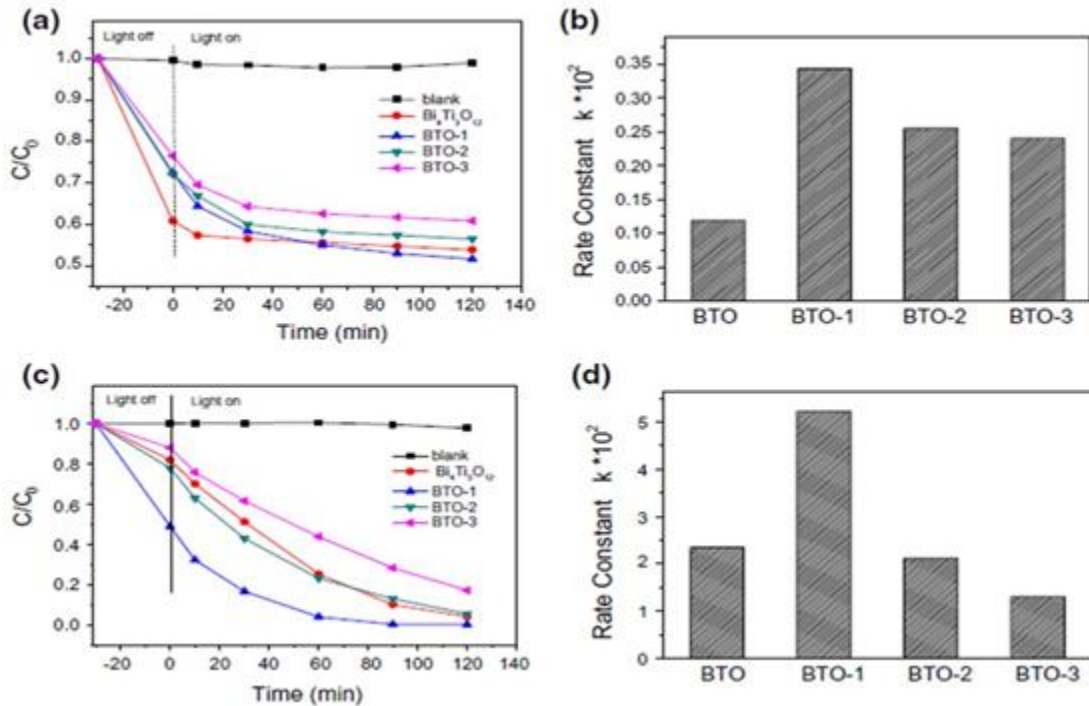 (a)
Light off
Light on
1.0
0.9
0.8
0.7
0.6
0.5
C/C₀
blank
Bi₄Ti₃O₁₂
BTO-1
BTO-2
BTO-3
-20 0 20 40 60 80 100 120 140
Time (min)
(b)
Rate Constant k *10²
0.35
0.30
0.25
0.20
0.15
0.10
0.05
0.00
BTO BTO-1 BTO-2 BTO-3
(c)
Light off
Light on
1.0
0.8
0.6
0.4
0.2
0.0
C/C₀
blank
Bi₄Ti₃O₁₂
BTO-1
BTO-2
BTO-3
-20 0 20 40 60 80 100 120 140
Time (min)
(d)
Rate Constant k *10²
5
4
3
2
1
0
BTO BTO-1 BTO-2 BTO-3